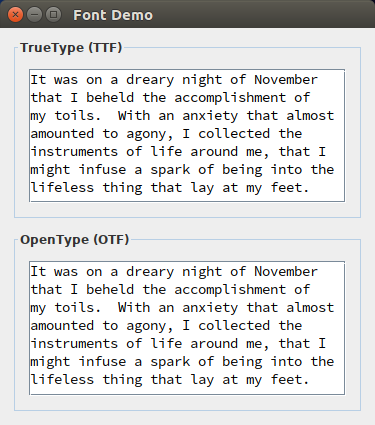 Font Demo
TrueType (TTF)
It was on a dreary night of November
that I beheld the accomplishment of
my toils.  With an anxiety that almost
amounted to agony, I collected the
instruments of life around me, that I
might infuse a spark of being into the
lifeless thing that lay at my feet.
OpenType (OTF)
It was on a dreary night of November
that I beheld the accomplishment of
my toils.  With an anxiety that almost
amounted to agony, I collected the
instruments of life around me, that I
might infuse a spark of being into the
lifeless thing that lay at my feet.